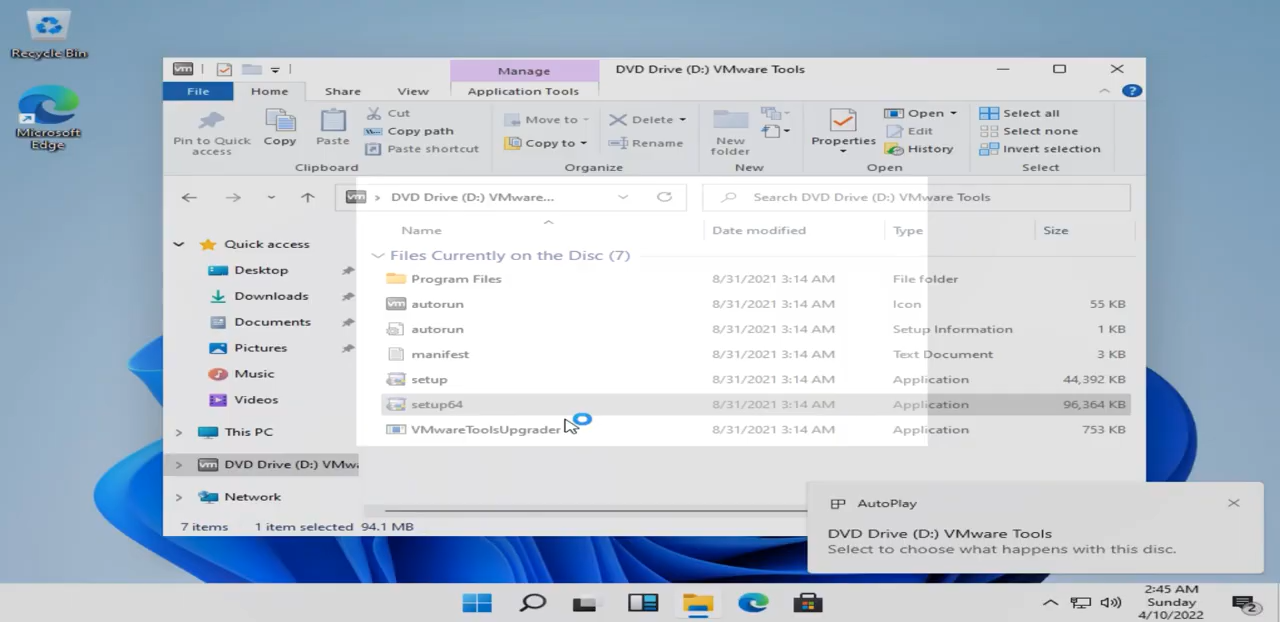 Recycle Bin
Microsoft
Edge
vm
Manage
DVD Drive (D:) VMware Tools
File
Home
Share
View
Application Tools
?
Pin to Quick
access
Copy
Paste
Cut
Copy path
Paste shortcut
Clipboard
Move to
Copy to
Delete
Rename
Organize
New
folder
New
Properties
Open
Edit
History
Open
Select all
Select none
Invert selection
Select
vm
DVD Drive (D:) VMware...
Search DVD Drive (D:) VMware Tools
Name
Date modified
Type
Size
Quick access
Desktop
Downloads
Documents
Pictures
Music
Videos
This PC
vm DVD Drive (D:) VMwa
Network
Files Currently on the Disc (7)
Program Files 8/31/2021 3:14 AM File folder
vm autorun 8/31/2021 3:14 AM Icon 55 KB
autorun 8/31/2021 3:14 AM Setup Information 1 KB
manifest 8/31/2021 3:14 AM Text Document 3 KB
setup 8/31/2021 3:14 AM Application 44,392 KB
setup64 8/31/2021 3:14 AM Application 96,364 KB
VMwareToolsUpgrader 8/31/2021 3:14 AM Application 753 KB
7 items 1 item selected 94.1 MB
AutoPlay
DVD Drive (D:) VMware Tools
Select to choose what happens with this disc.
2:45 AM
Sunday
4/10/2022
2